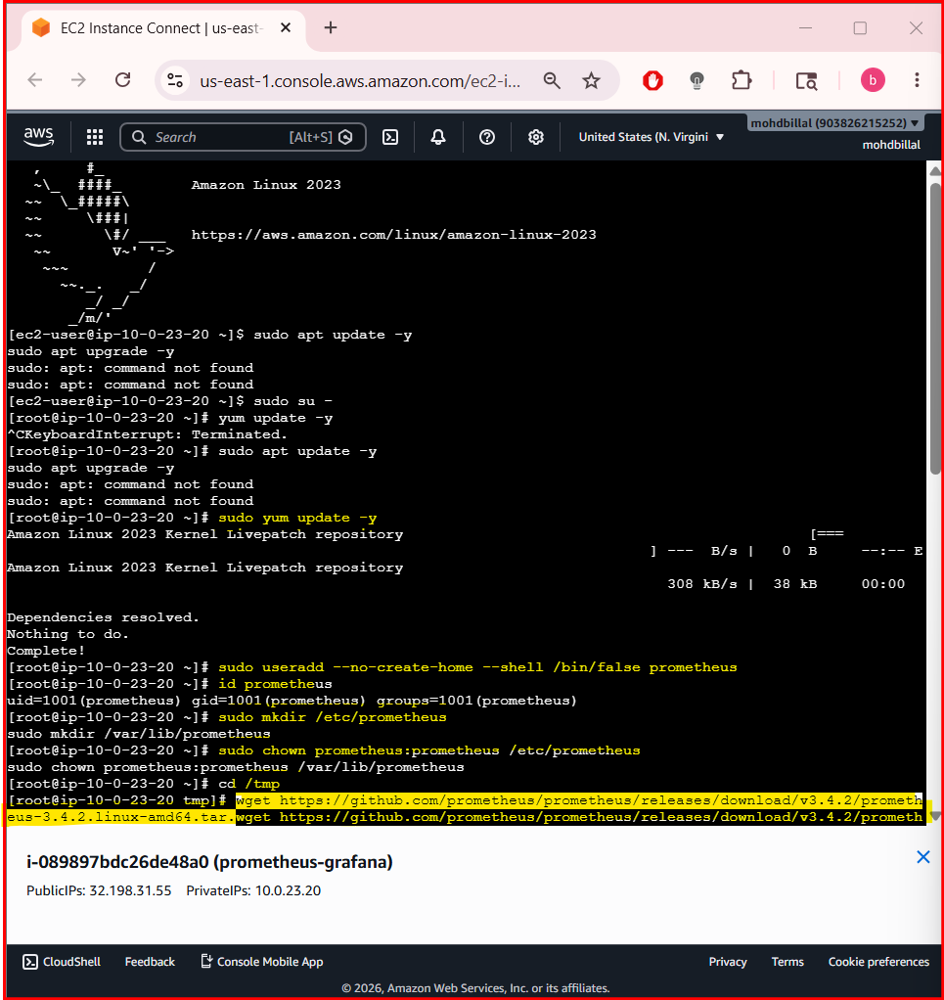 EC2 Instance Connect | us-east-
us-east-1.console.aws.amazon.com/ec2-i...
b
aws
Search [Alt+S]
United States (N. Virgini
mohdbillal (903826215252)
mohdbillal
, #_
~\_ ####_ Amazon Linux 2023
~~ \_#####\
~~ \###|
~~ \#/ ___ https://aws.amazon.com/linux/amazon-linux-2023
~~ V~' '->
~~~ /
~~._. _/
_/ _/
_/m/'
[ec2-user@ip-10-0-23-20 ~]$ sudo apt update -y
sudo apt upgrade -y
sudo: apt: command not found
sudo: apt: command not found
[ec2-user@ip-10-0-23-20 ~]$ sudo su -
[root@ip-10-0-23-20 ~]# yum update -y
^CKeyboardInterrupt: Terminated.
[root@ip-10-0-23-20 ~]# sudo apt update -y
sudo apt upgrade -y
sudo: apt: command not found
sudo: apt: command not found
[root@ip-10-0-23-20 ~]# sudo yum update -y
Amazon Linux 2023 Kernel Livepatch repository [===
] --- B/s | 0 B --:-- E
Amazon Linux 2023 Kernel Livepatch repository
308 kB/s | 38 kB 00:00
Dependencies resolved.
Nothing to do.
Complete!
[root@ip-10-0-23-20 ~]# sudo useradd --no-create-home --shell /bin/false prometheus
[root@ip-10-0-23-20 ~]# id prometheus
uid=1001(prometheus) gid=1001(prometheus) groups=1001(prometheus)
[root@ip-10-0-23-20 ~]# sudo mkdir /etc/prometheus
sudo mkdir /var/lib/prometheus
[root@ip-10-0-23-20 ~]# sudo chown prometheus:prometheus /etc/prometheus
sudo chown prometheus:prometheus /var/lib/prometheus
[root@ip-10-0-23-20 ~]# cd /tmp
[root@ip-10-0-23-20 tmp]# wget https://github.com/prometheus/prometheus/releases/download/v3.4.2/prometh
eus-3.4.2.linux-amd64.tar.wget https://github.com/prometheus/prometheus/releases/download/v3.4.2/prometh
i-089897bdc26de48a0 (prometheus-grafana)
PublicIPs: 32.198.31.55 PrivateIPs: 10.0.23.20
CloudShell Feedback Console Mobile App Privacy Terms Cookie preferences
© 2026, Amazon Web Services, Inc. or its affiliates.